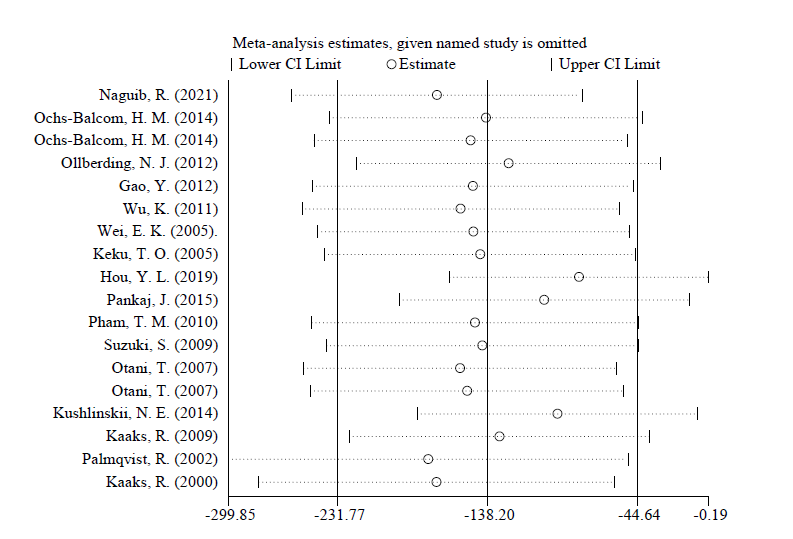 Meta-analysis estimates, given named study is omitted
Lower CI Limit Estimate Upper CI Limit
Naguib, R. (2021)
Ochs-Balcom, H. M. (2014)
Ochs-Balcom, H. M. (2014)
Ollberding, N. J. (2012)
Gao, Y. (2012)
Wu, K. (2011)
Wei, E. K. (2005).
Keku, T. O. (2005)
Hou, Y. L. (2019)
Pankaj, J. (2015)
Pham, T. M. (2010)
Suzuki, S. (2009)
Otani, T. (2007)
Otani, T. (2007)
Kushlinskii, N. E. (2014)
Kaaks, R. (2009)
Palmqvist, R. (2002)
Kaaks, R. (2000)
-299.85 -231.77 -138.20 -44.64 -0.19